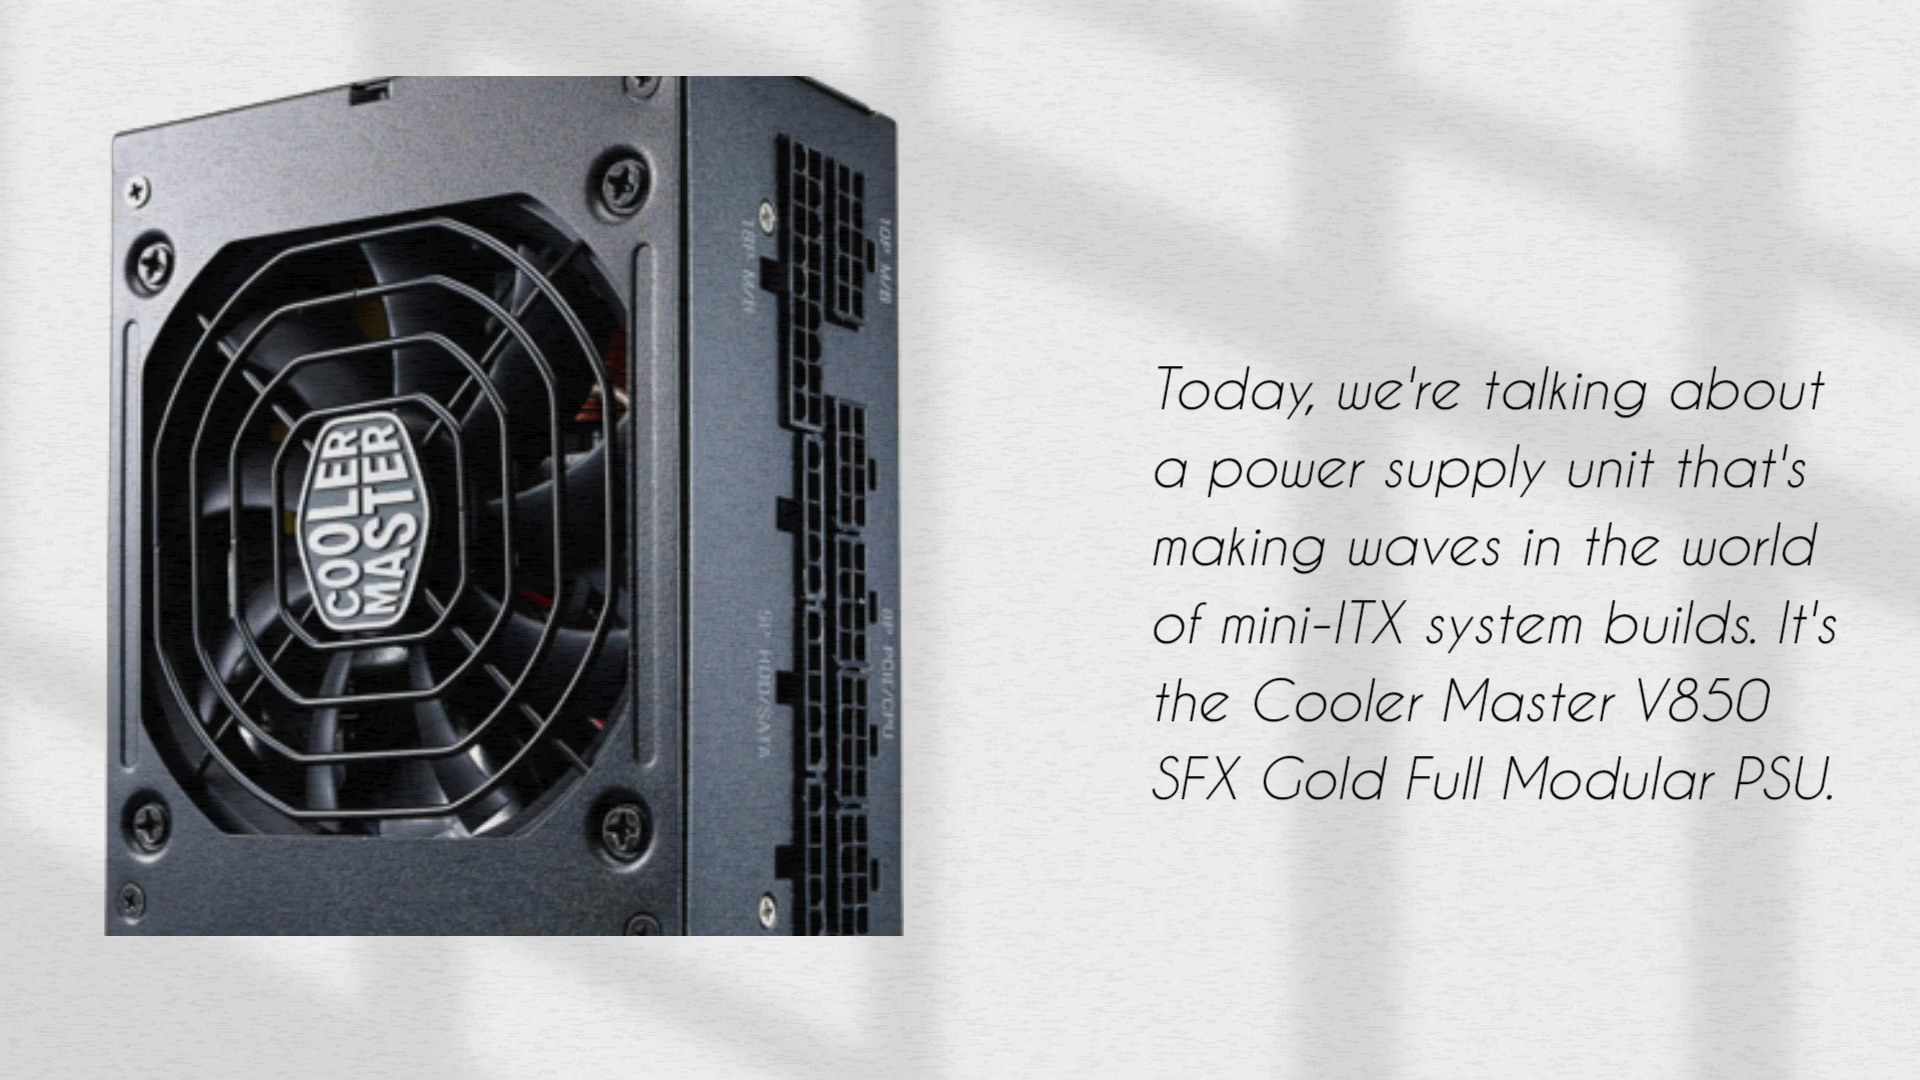 COOLER
MASTER
18P M/B
10P M/B
5P HDD/SATA
8P PCIE/CPU
Today, we're talking about
a power supply unit that's
making waves in the world
of mini-ITX system builds. It's
the Cooler Master V850
SFX Gold Full Modular PSU.